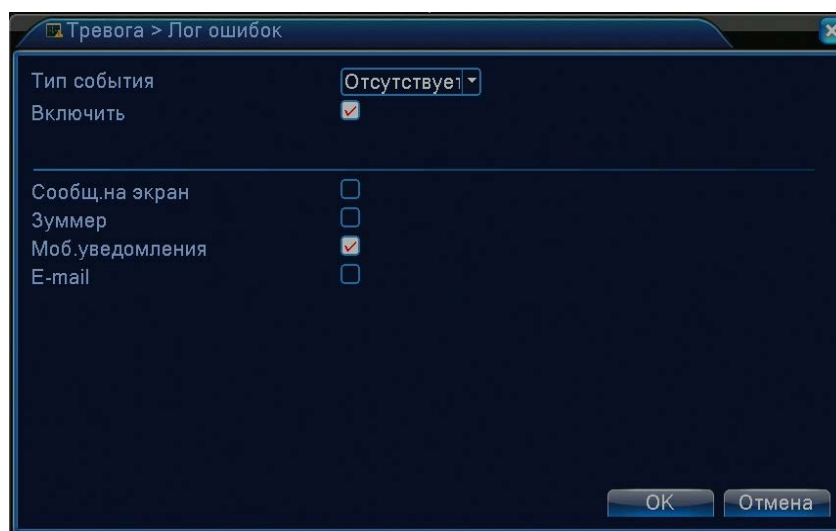 Тревога > Лог ошибок
Тип события Отсутствует
Включить
Сообщ.на экран
Зуммер
Моб.уведомления
E-mail
OK Отмена